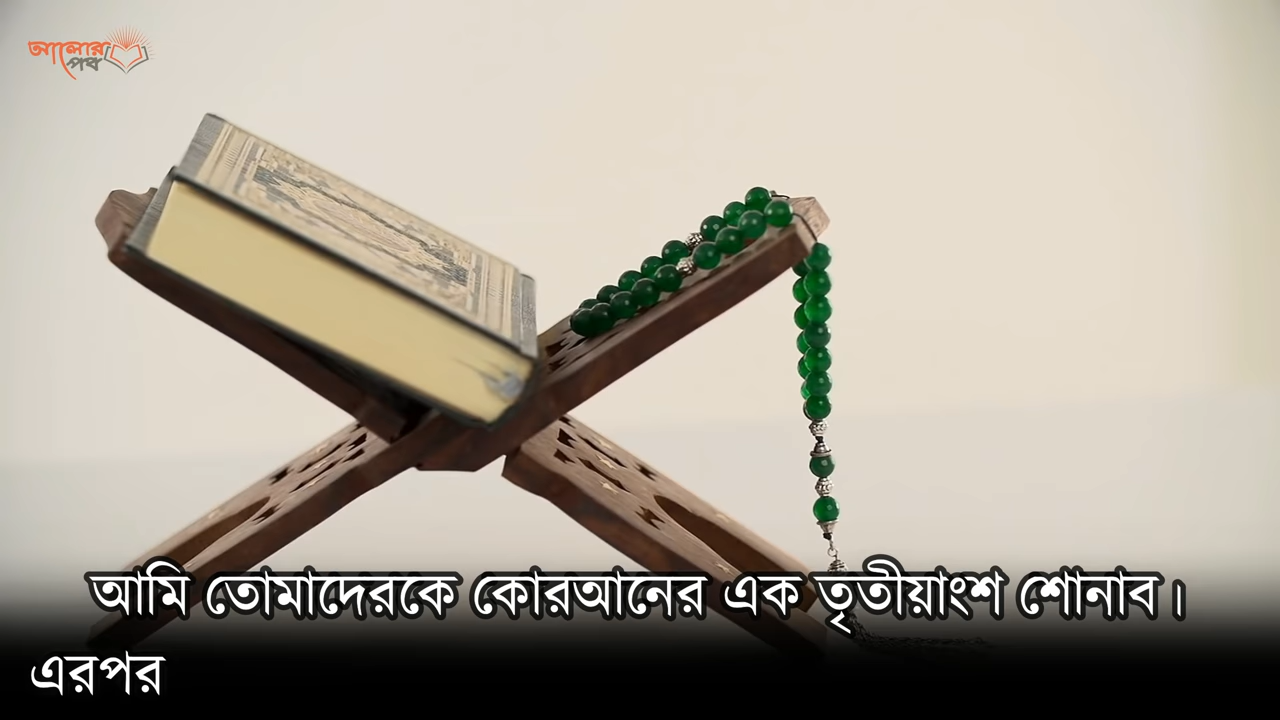 আলোর
পথ
আমি তোমাদেরকে কোরআনের এক তৃতীয়াংশ শোনাব।
এরপর